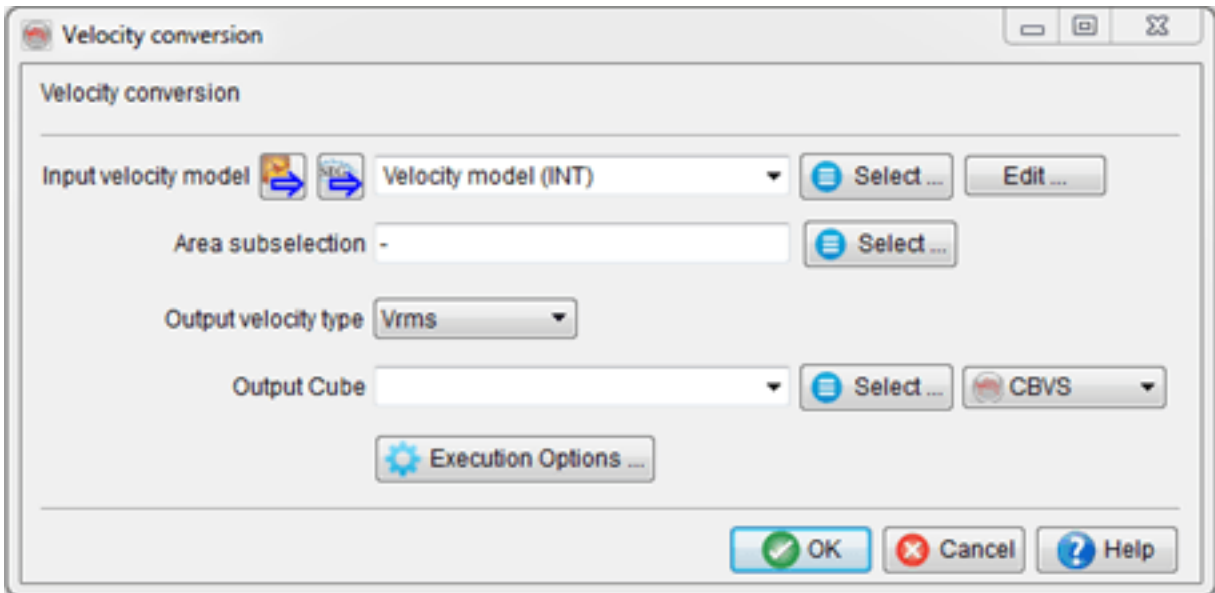 Velocity conversion
Velocity conversion
Input velocity model Velocity model (INT) Select ... Edit ...
Area subselection - Select ...
Output velocity type Vrms
Output Cube Select ... CBVS
Execution Options ...
OK Cancel Help